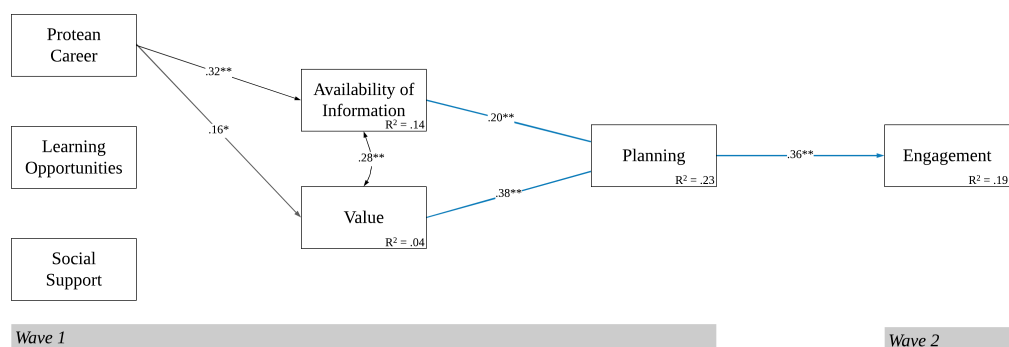 Protean
Career
.32**
.16*
Availability of
Information
R² = .14
.20**
Learning
Opportunities
.28**
Planning
R² = .23
.36**
Engagement
R² = .19
Value
R² = .04
.38**
Social
Support
Wave 1
Wave 2